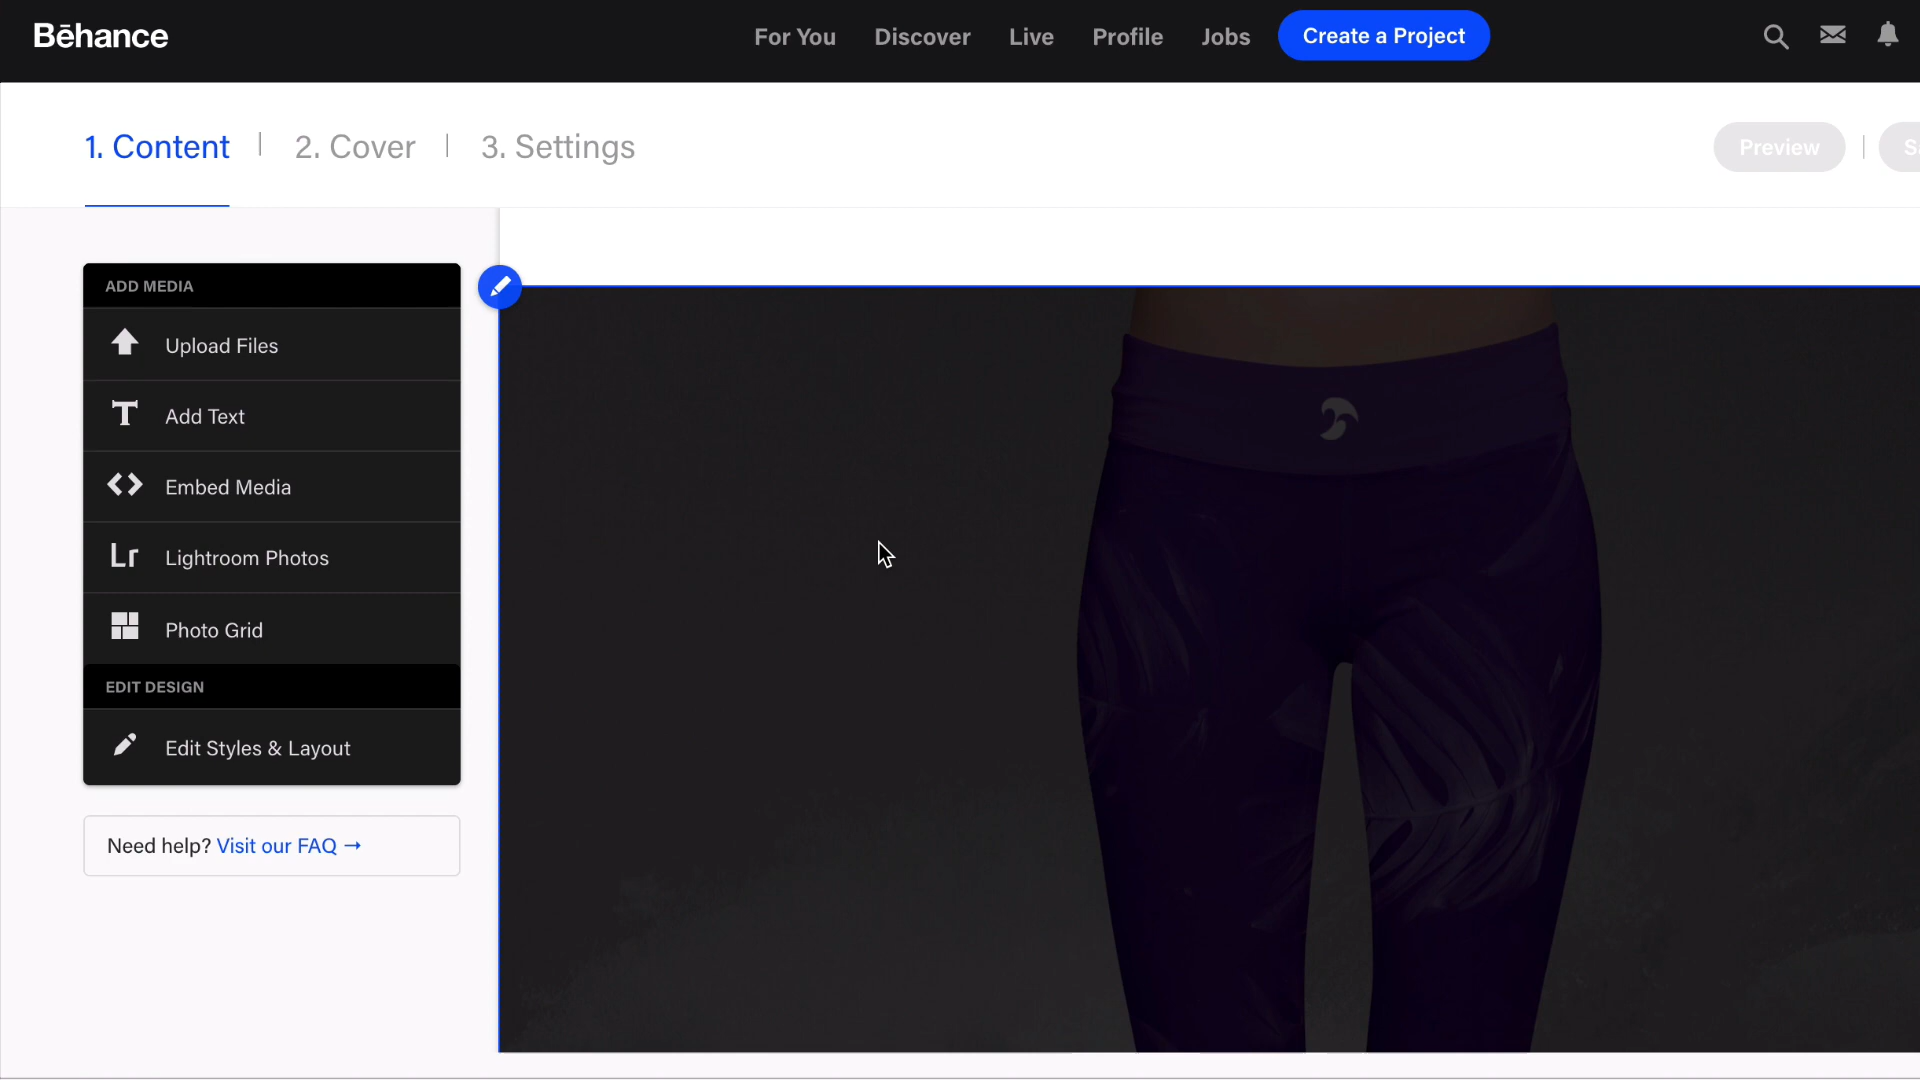 Bēhance
For You
Discover
Live
Profile
Jobs
Create a Project
1. Content
2. Cover
3. Settings
Preview
ADD MEDIA
Upload Files
Add Text
Embed Media
Lr Lightroom Photos
Photo Grid
EDIT DESIGN
Edit Styles & Layout
Need help? Visit our FAQ →